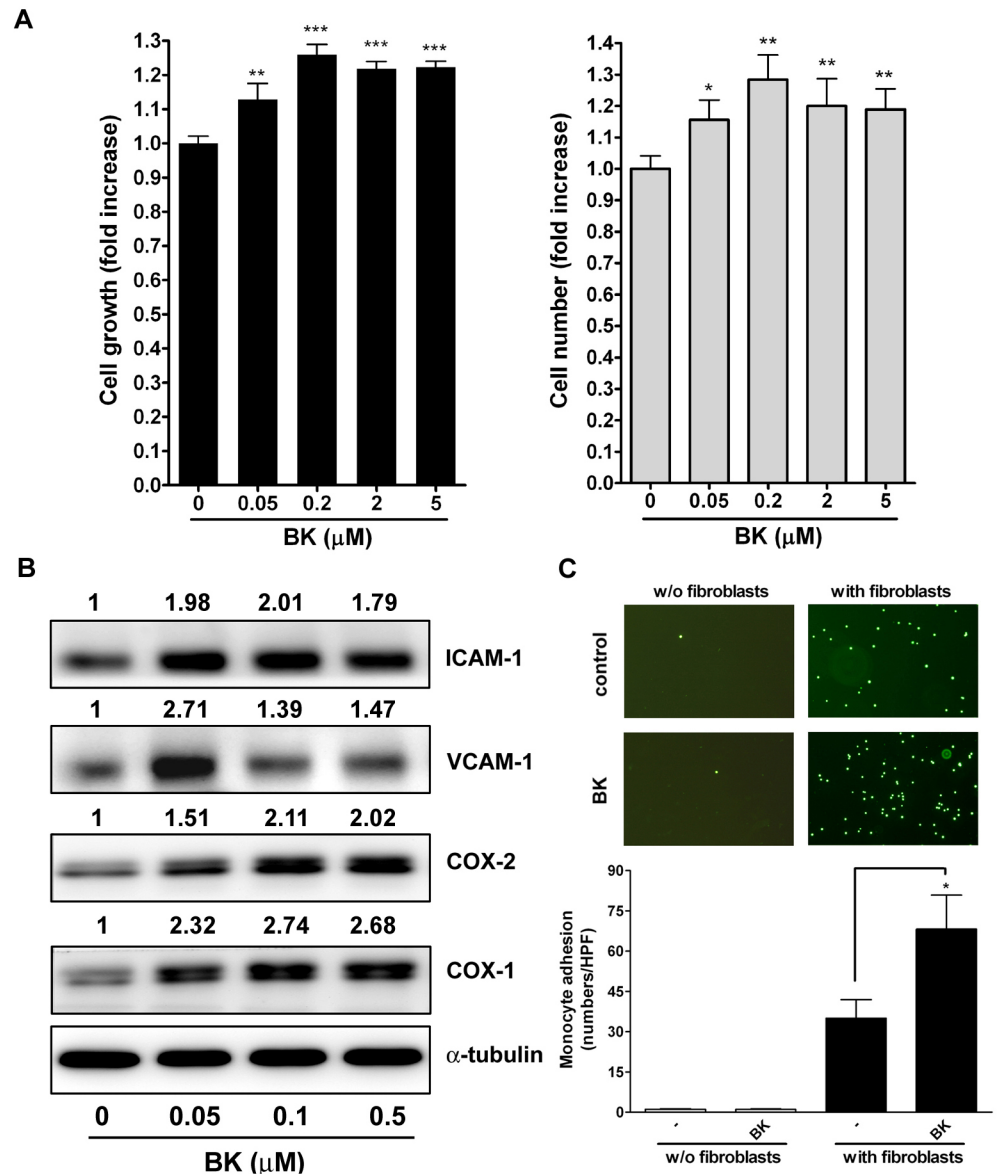 A
Cell growth (fold increase)
1.3
1.2
1.1
1.0
0.9
0.8
0.7
0.6
0.5
0.4
0.3
0.2
0.1
0.0
**
***
***
***
0 0.05 0.2 2 5
BK (μM)
Cell number (fold increase)
1.4
1.3
1.2
1.1
1.0
0.9
0.8
0.7
0.6
0.5
0.4
0.3
0.2
0.1
0.0
*
**
**
**
0 0.05 0.2 2 5
BK (μM)
B
1 1.98 2.01 1.79
ICAM-1
1 2.71 1.39 1.47
VCAM-1
1 1.51 2.11 2.02
COX-2
1 2.32 2.74 2.68
COX-1
α-tubulin
0 0.05 0.1 0.5
BK (μM)
C
w/o fibroblasts with fibroblasts
control
BK
Monocyte adhesion
(numbers/HPF)
90
75
60
45
30
15
0
*
- BK - BK
w/o fibroblasts with fibroblasts